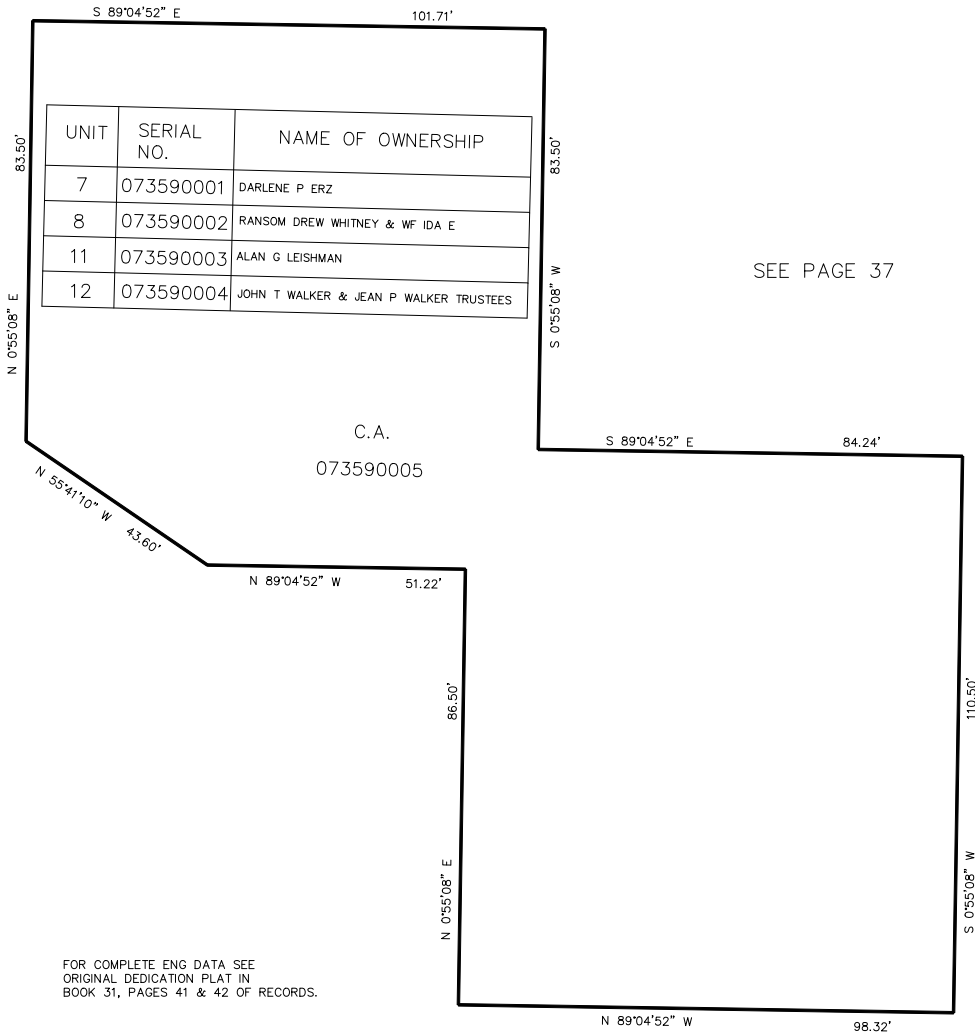 S 89°04'52" E 101.71'
83.50'
N 0°55'08" E
UNIT SERIAL NO. NAME OF OWNERSHIP
7 073590001 DARLENE P ERZ
8 073590002 RANSOM DREW WHITNEY & WF IDA E
11 073590003 ALAN G LEISHMAN
12 073590004 JOHN T WALKER & JEAN P WALKER TRUSTEES
83.50'
S 0°55'08" W
SEE PAGE 37
C.A.
073590005
S 89°04'52" E 84.24'
N 55°41'10" W 43.60'
N 89°04'52" W 51.22'
86.50'
N 0°55'08" E
110.50'
S 0°55'08" W
FOR COMPLETE ENG DATA SEE
ORIGINAL DEDICATION PLAT IN
BOOK 31, PAGES 41 & 42 OF RECORDS.
N 89°04'52" W 98.32'